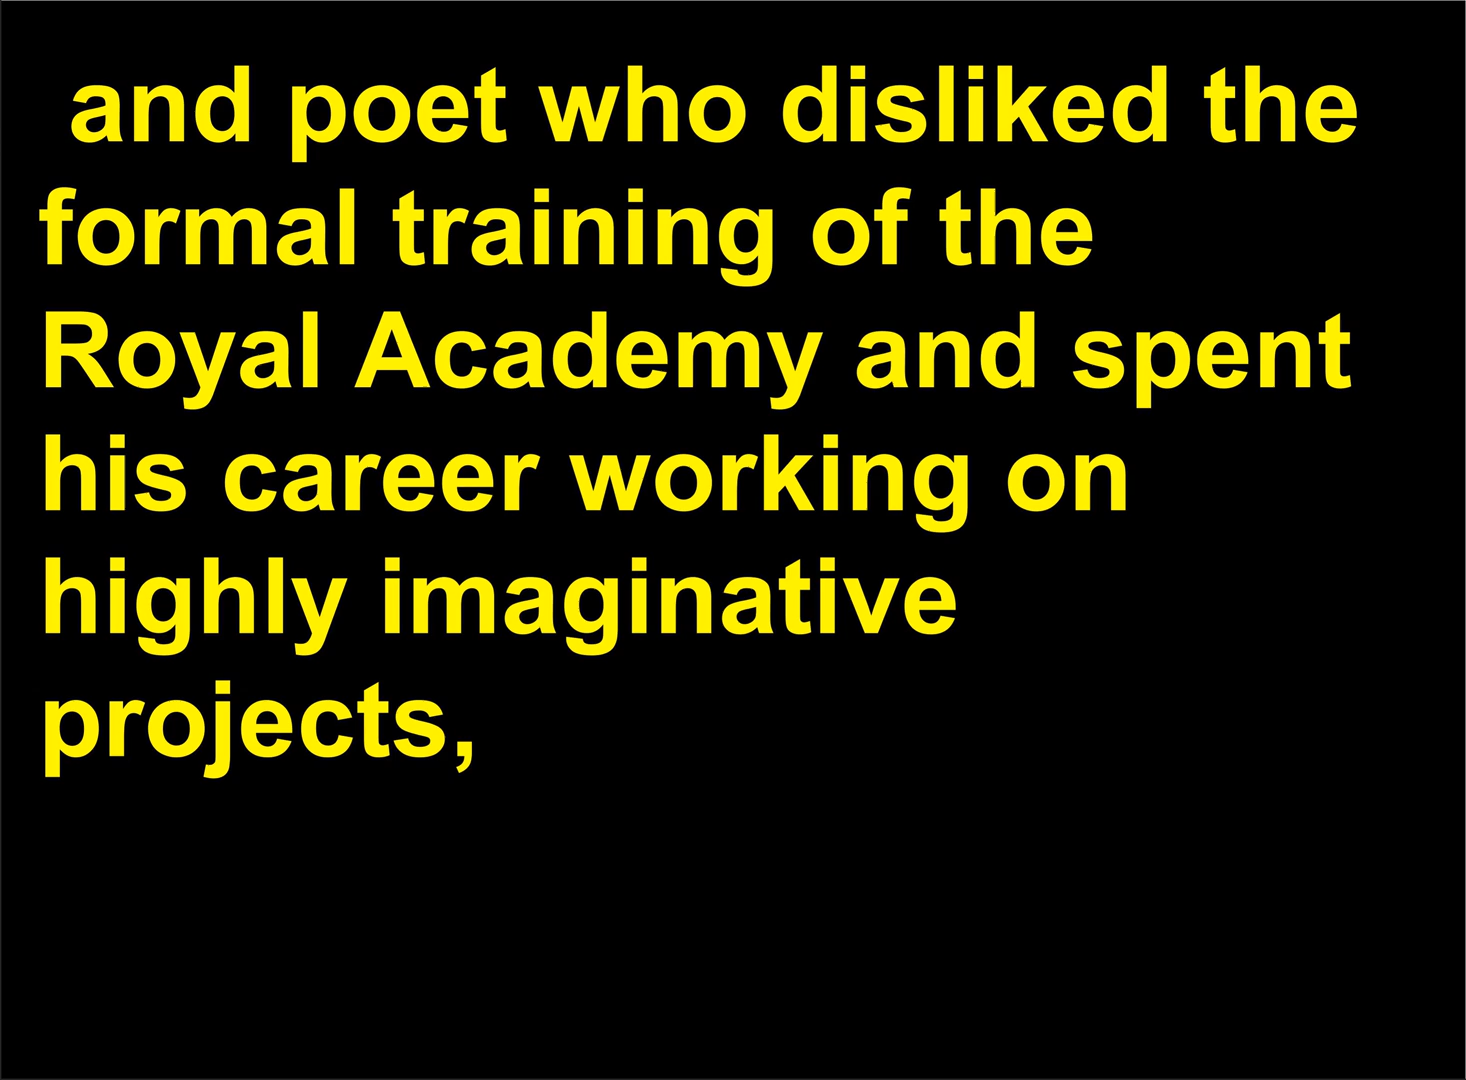 and poet who disliked the
formal training of the
Royal Academy and spent
his career working on
highly imaginative
projects,